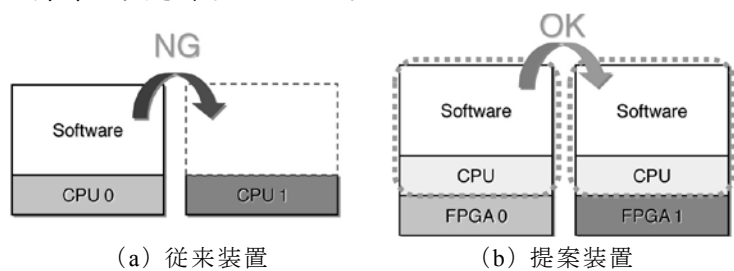 NG
Software
CPU 0
CPU 1
(a) 従来装置
OK
Software
CPU
FPGA 0
Software
CPU
FPGA 1
(b) 提案装置